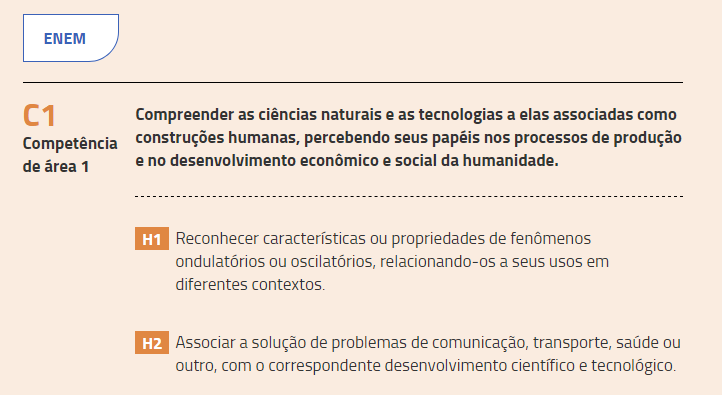 ENEM
C1
Competência
de área 1
Compreender as ciências naturais e as tecnologias a elas associadas como
construções humanas, percebendo seus papéis nos processos de produção
e no desenvolvimento econômico e social da humanidade.
H1 Reconhecer características ou propriedades de fenômenos
ondulatórios ou oscilatórios, relacionando-os a seus usos em
diferentes contextos.
H2 Associar a solução de problemas de comunicação, transporte, saúde ou
outro, com o correspondente desenvolvimento científico e tecnológico.